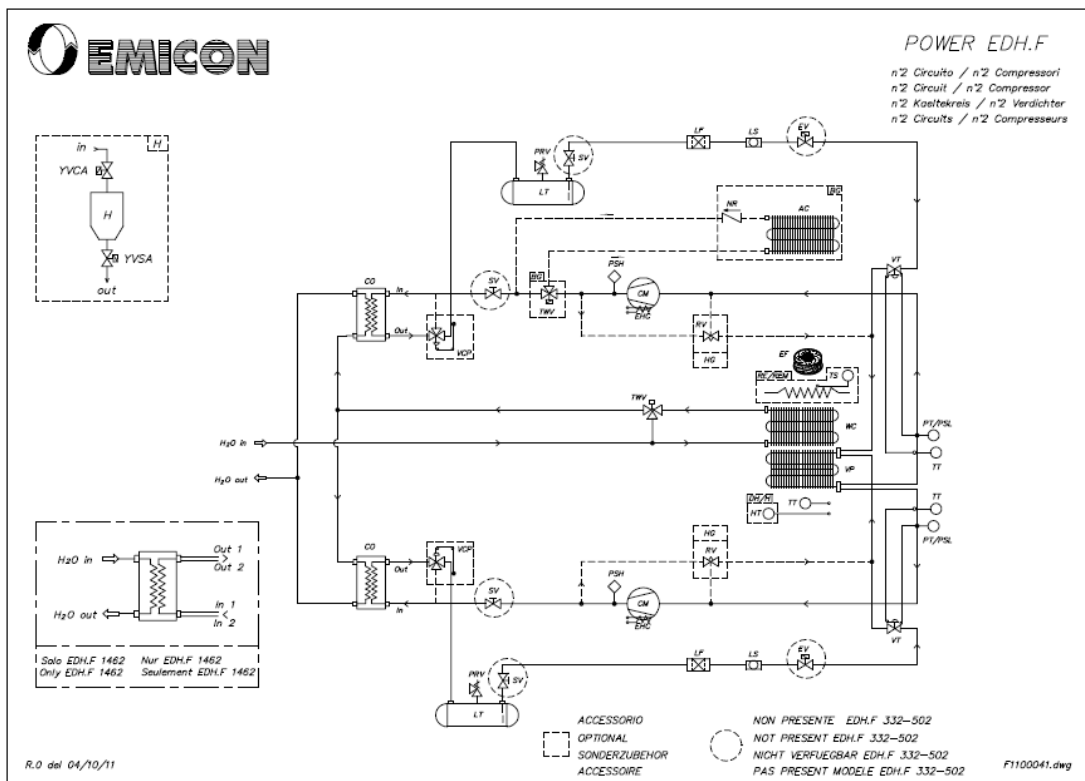 EMICON
POWER EDH.F
n°2 Circuito / n°2 Compressori
n°2 Circuit / n°2 Compressor
n°2 Kaeltekreis / n°2 Verdichter
n°2 Circuits / n°2 Compresseurs
H
in
YVCA
H
YVSA
out
PRV
SV
LT
LF
LS
EV
BG
NR
AC
VT
CO
In
Out
SV
VCP
BG
TWV
PSH
CM
EHC
RV
HG
EF
RE/REM
TS
TWV
WC
VP
PT/PSL
TT
H₂O in
H₂O out
DH/H
HT
TT
TT
PT/PSL
CO
Out
In
VCP
SV
HG
RV
PSH
CM
EHC
VT
PRV
SV
LT
LF
LS
EV
H₂O in
Out 1
Out 2
H₂O out
In 1
In 2
Solo EDH.F 1462 Nur EDH.F 1462
Only EDH.F 1462 Seulement EDH.F 1462
ACCESSORIO
OPTIONAL
SONDERZUBEHOR
ACCESSOIRE
NON PRESENTE EDH.F 332-502
NOT PRESENT EDH.F 332-502
NICHT VERFUEGBAR EDH.F 332-502
PAS PRESENT MODELE EDH.F 332-502
R.0 del 04/10/11
F1100041.dwg